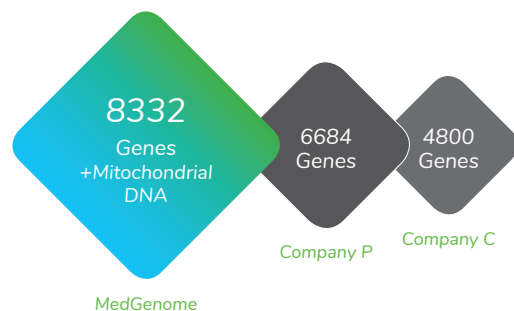 8332
Genes
+Mitochondrial
DNA
MedGenome
6684
Genes
Company P
4800
Genes
Company C